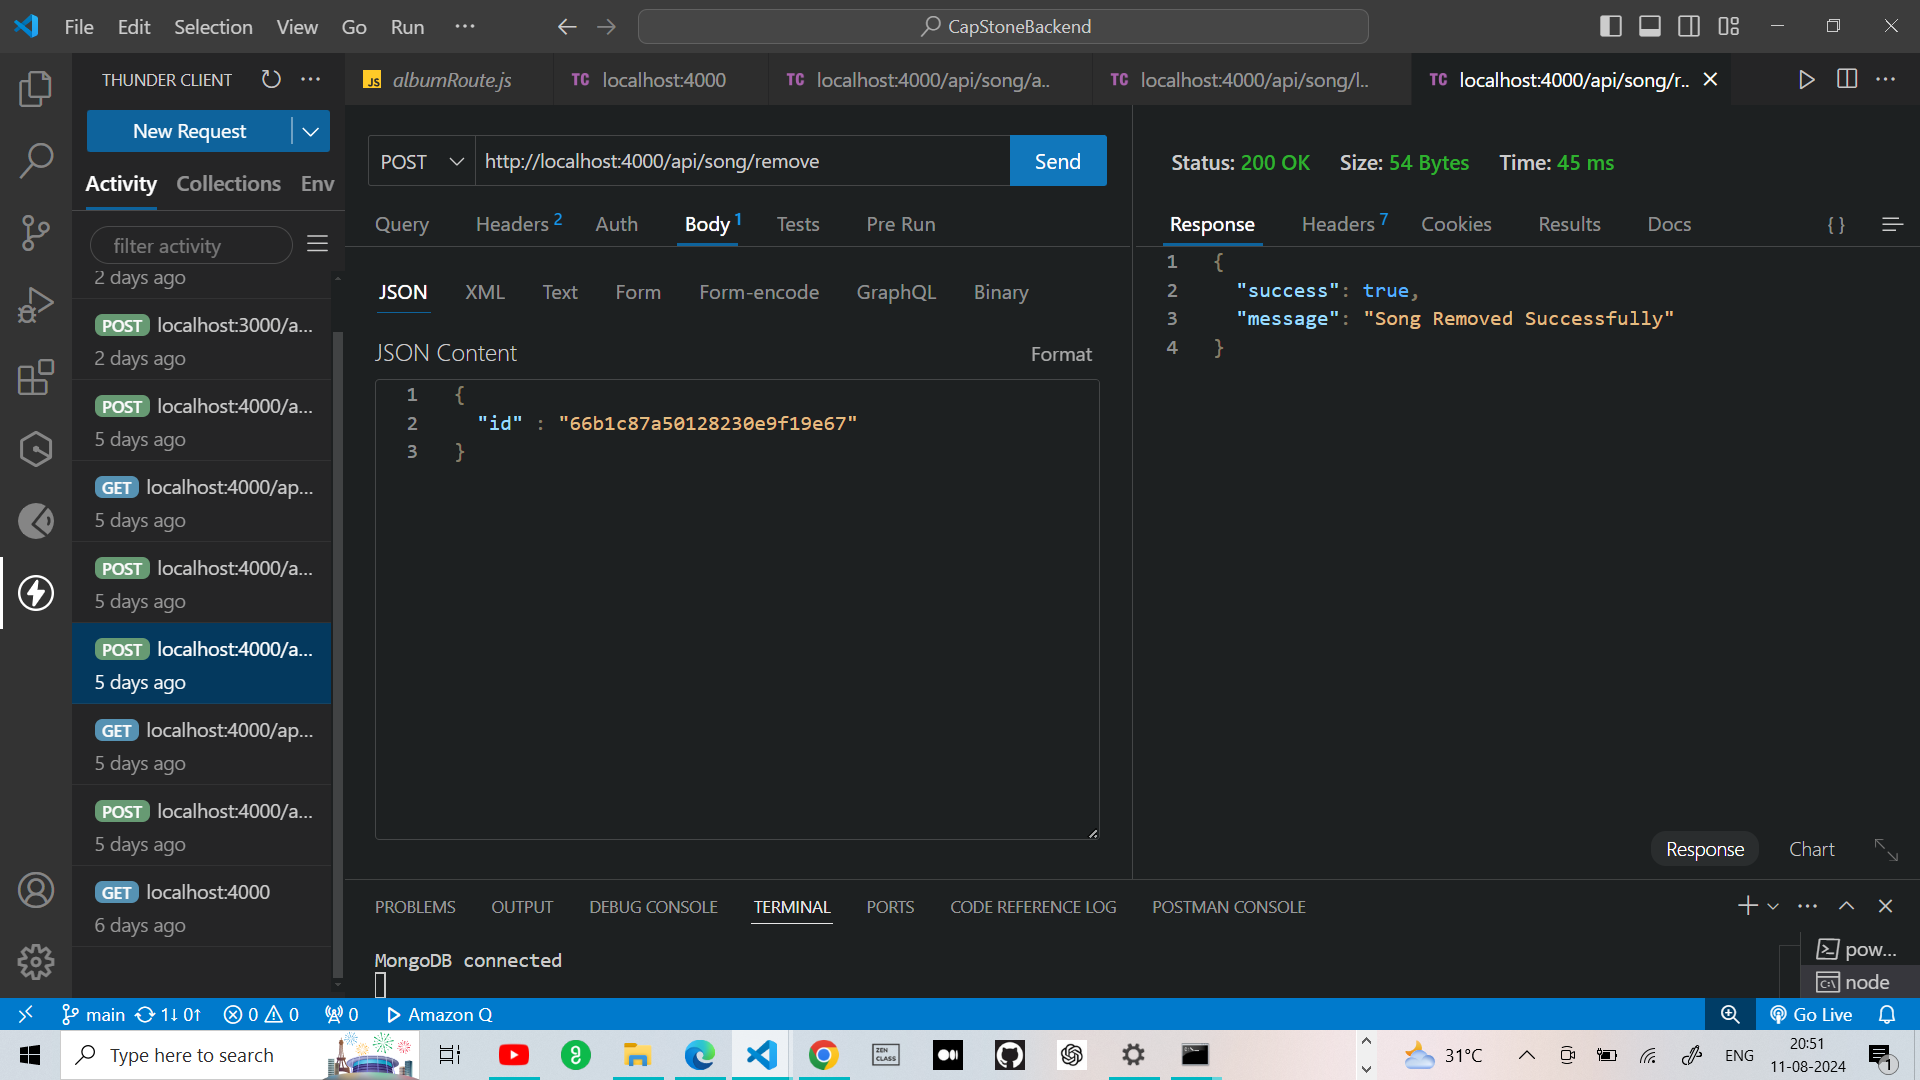 File Edit Selection View Go Run ...
CapStoneBackend
THUNDER CLIENT
New Request
Activity Collections Env
filter activity
2 days ago
POST localhost:3000/a...
2 days ago
POST localhost:4000/a...
5 days ago
GET localhost:4000/ap...
5 days ago
POST localhost:4000/a...
5 days ago
POST localhost:4000/a...
5 days ago
GET localhost:4000/ap...
5 days ago
POST localhost:4000/a...
5 days ago
GET localhost:4000
6 days ago
JS albumRoute.js TC localhost:4000 TC localhost:4000/api/song/a.. TC localhost:4000/api/song/l.. TC localhost:4000/api/song/r..
POST http://localhost:4000/api/song/remove Send
Query Headers 2 Auth Body 1 Tests Pre Run
JSON XML Text Form Form-encode GraphQL Binary
JSON Content Format
1 {
2 "id" : "66b1c87a50128230e9f19e67"
3 }
Status: 200 OK Size: 54 Bytes Time: 45 ms
Response Headers 7 Cookies Results Docs { }
1 {
2 "success": true,
3 "message": "Song Removed Successfully"
4 }
Response Chart
PROBLEMS OUTPUT DEBUG CONSOLE TERMINAL PORTS CODE REFERENCE LOG POSTMAN CONSOLE
MongoDB connected
pow...
node
main 1↓ 0↑ 0 0 0 Amazon Q Go Live
Type here to search
ZEN CLASS
31°C ENG
20:51
11-08-2024
1